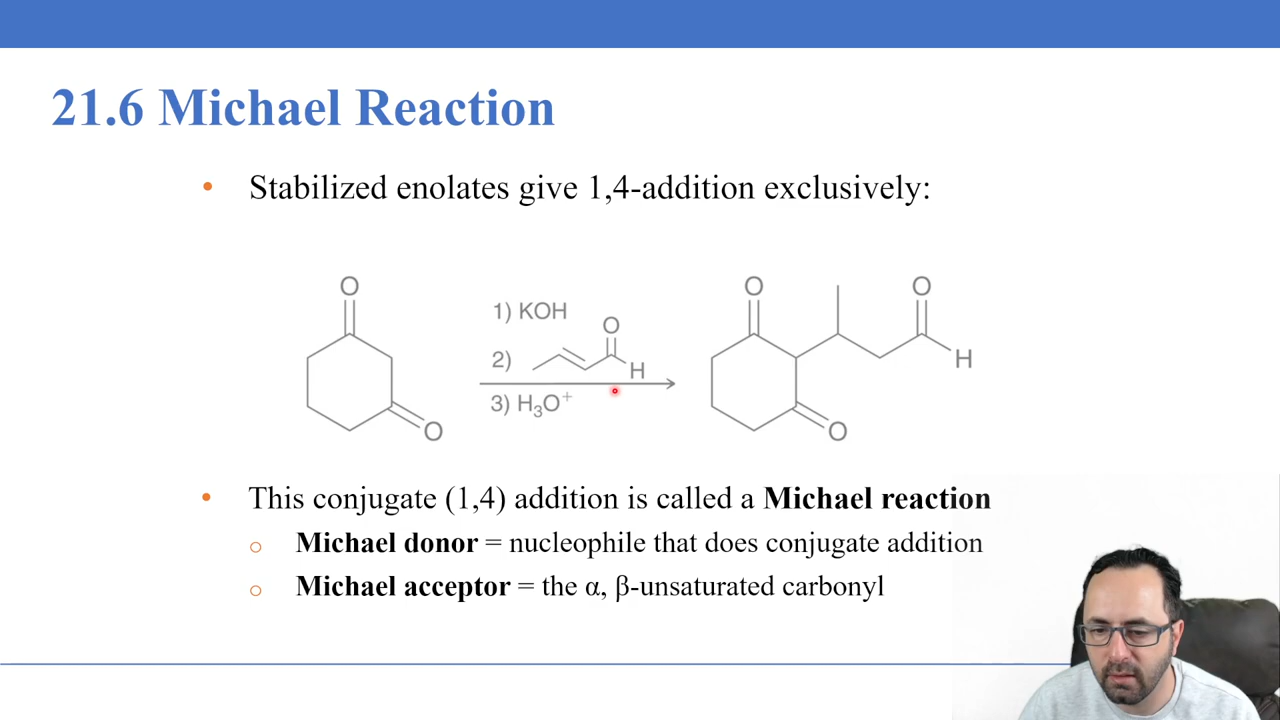 21.6 Michael Reaction
• Stabilized enolates give 1,4-addition exclusively:
O
O
1) KOH
2)
O
H
3) H₃O⁺
O
O
O
H
• This conjugate (1,4) addition is called a Michael reaction
o Michael donor = nucleophile that does conjugate addition
o Michael acceptor = the α, β-unsaturated carbonyl